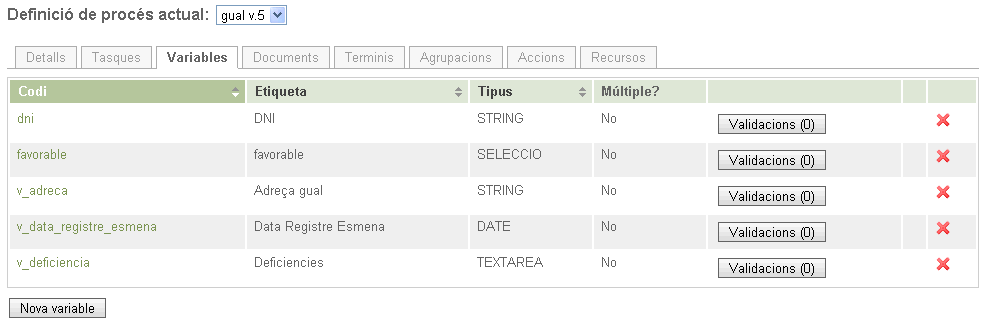 Definició de procés actual: gual v.5
Detalls Tasques Variables Documents Terminis Agrupacions Accions Recursos
Codi Etiqueta Tipus Múltiple?
dni DNI STRING No Validacions (0)
favorable favorable SELECCIO No Validacions (0)
v_adreca Adreça gual STRING No Validacions (0)
v_data_registre_esmena Data Registre Esmena DATE No Validacions (0)
v_deficiencia Deficiencies TEXTAREA No Validacions (0)
Nova variable